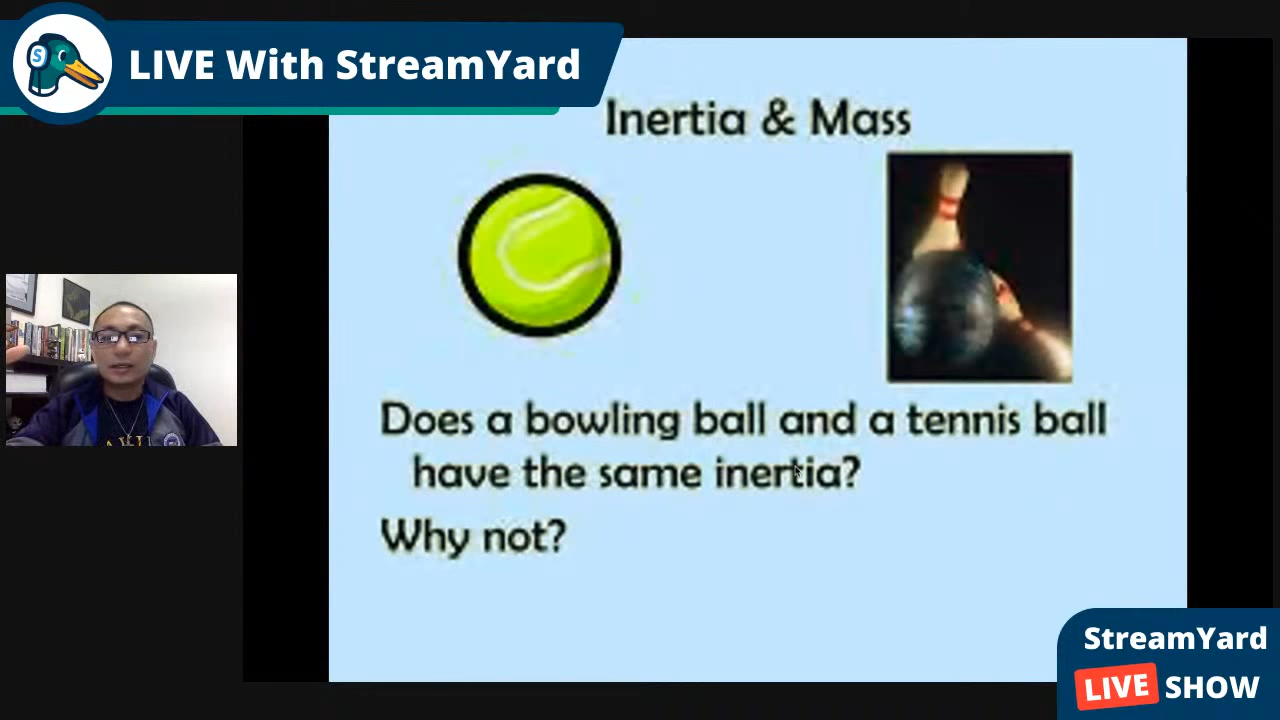 LIVE With StreamYard
Inertia & Mass
Does a bowling ball and a tennis ball
have the same inertia?
Why not?
StreamYard
LIVE SHOW